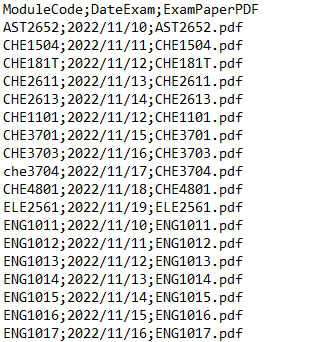 ModuleCode;DateExam;ExamPaperPDF
AST2652;2022/11/10;AST2652.pdf
CHE1504;2022/11/11;CHE1504.pdf
CHE181T;2022/11/12;CHE181T.pdf
CHE2611;2022/11/13;CHE2611.pdf
CHE2613;2022/11/14;CHE2613.pdf
CHE1101;2022/11/12;CHE1101.pdf
CHE3701;2022/11/15;CHE3701.pdf
CHE3703;2022/11/16;CHE3703.pdf
che3704;2022/11/17;CHE3704.pdf
CHE4801;2022/11/18;CHE4801.pdf
ELE2561;2022/11/19;ELE2561.pdf
ENG1011;2022/11/10;ENG1011.pdf
ENG1012;2022/11/11;ENG1012.pdf
ENG1013;2022/11/12;ENG1013.pdf
ENG1014;2022/11/13;ENG1014.pdf
ENG1015;2022/11/14;ENG1015.pdf
ENG1016;2022/11/15;ENG1016.pdf
ENG1017;2022/11/16;ENG1017.pdf